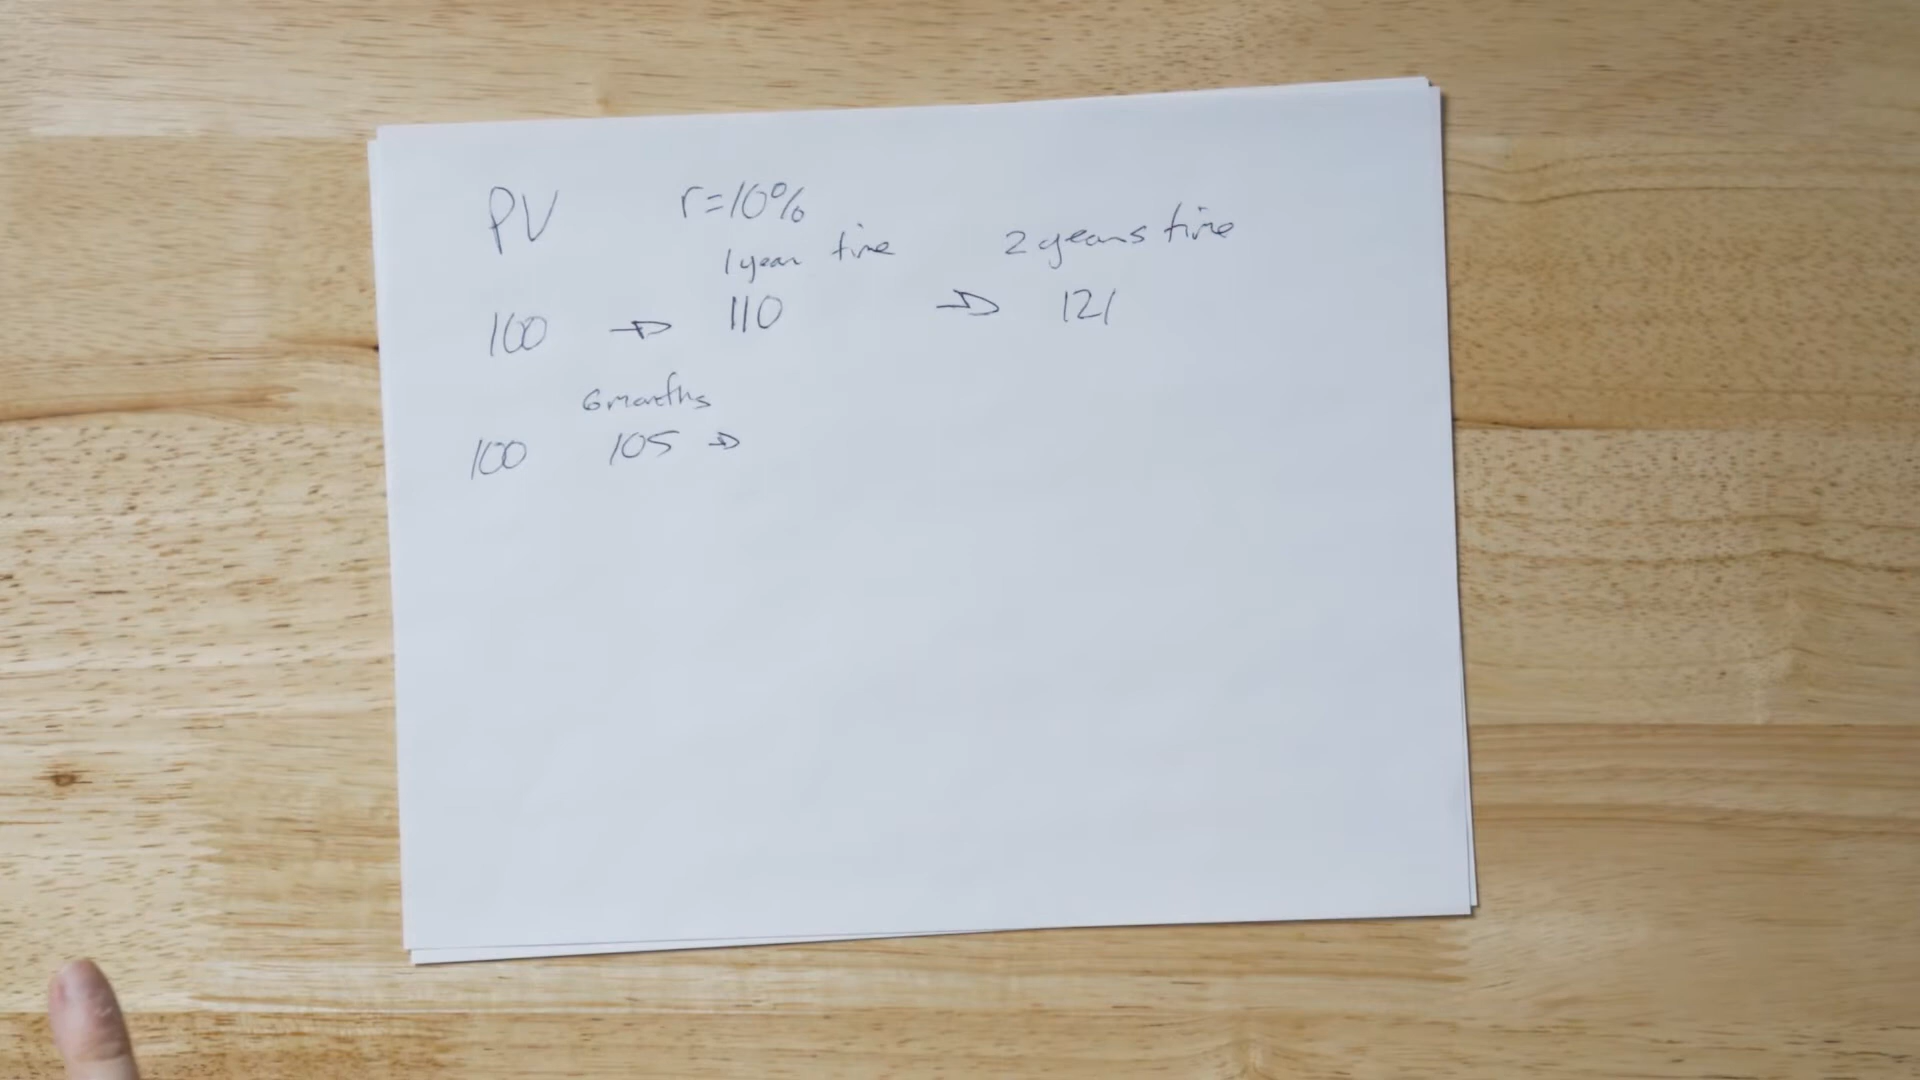 PV r=10%
1 year time 2 years time
100 → 110 → 121
6 months
100 105 →